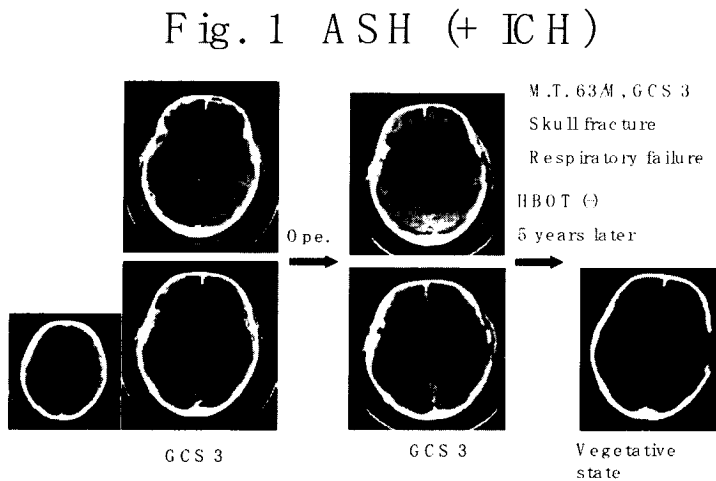 Fig. 1 ASH (+ ICH)
M.T. 63/M, GCS 3
Skull fracture
Respiratory failure
HBOT (-)
5 years later
Ope.
GCS 3
GCS 3
Vegetative
state